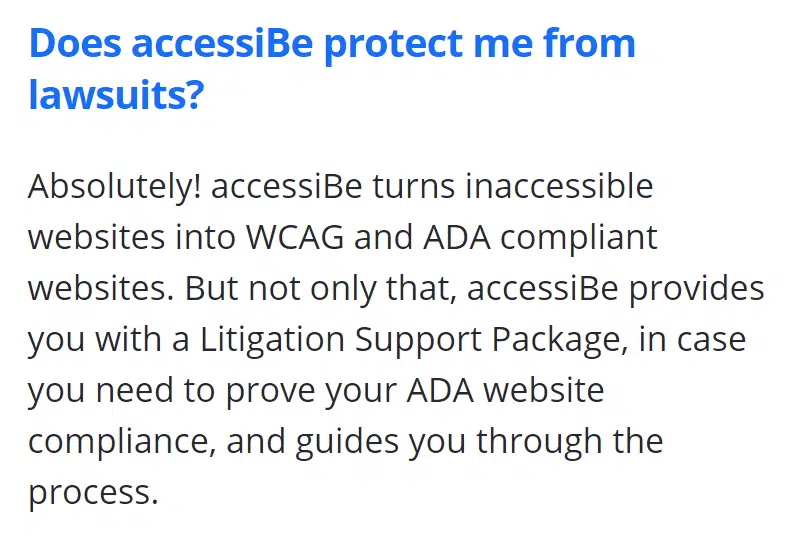 Does accessiBe protect me from
lawsuits?
Absolutely! accessiBe turns inaccessible
websites into WCAG and ADA compliant
websites. But not only that, accessiBe provides
you with a Litigation Support Package, in case
you need to prove your ADA website
compliance, and guides you through the
process.